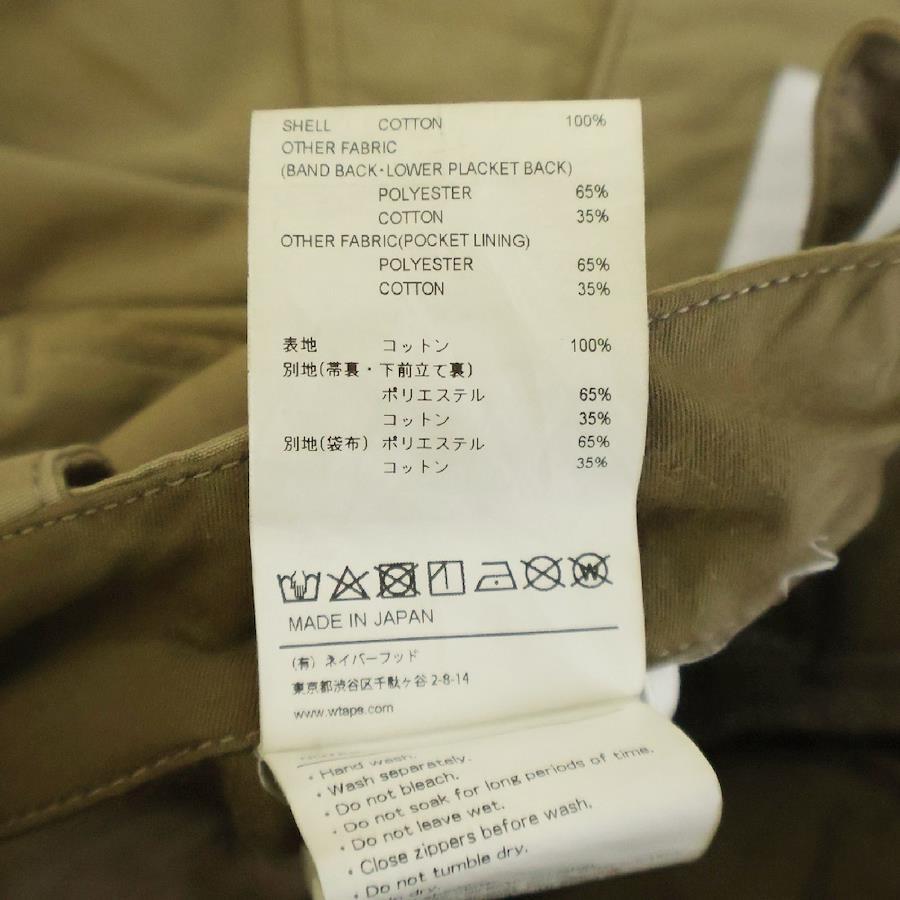 SHELL COTTON 100%
OTHER FABRIC
(BAND BACK・LOWER PLACKET BACK)
POLYESTER 65%
COTTON 35%
OTHER FABRIC(POCKET LINING)
POLYESTER 65%
COTTON 35%
表地 コットン 100%
別地(帯裏・下前立て裏)
ポリエステル 65%
コットン 35%
別地(袋布) ポリエステル 65%
コットン 35%
W
MADE IN JAPAN
(有) ネイバーフッド
東京都渋谷区千駄ヶ谷 2-8-14
www.wtaps.com
・Hand wash.
・Wash separately.
・Do not bleach.
・Do not soak for long periods of time.
・Do not leave wet.
・Close zippers before wash.
・Do not tumble dry.
dry.